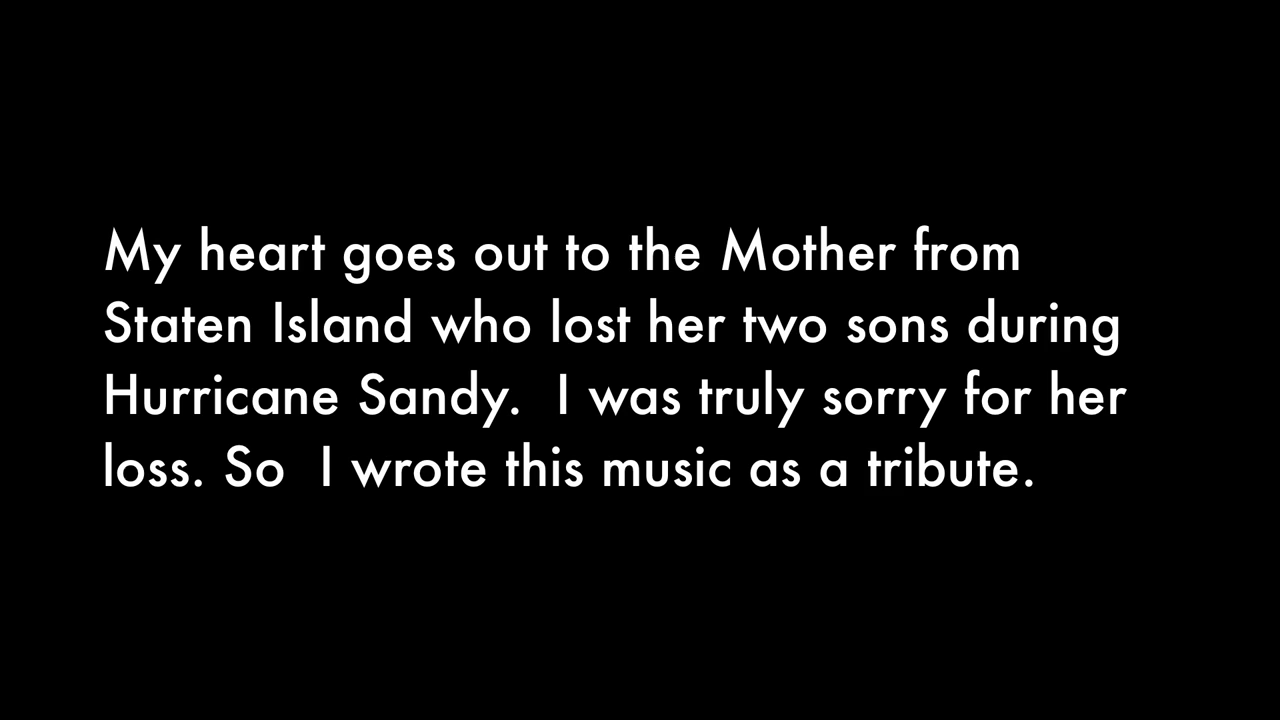 My heart goes out to the Mother from
Staten Island who lost her two sons during
Hurricane Sandy.  I was truly sorry for her
loss. So  I wrote this music as a tribute.